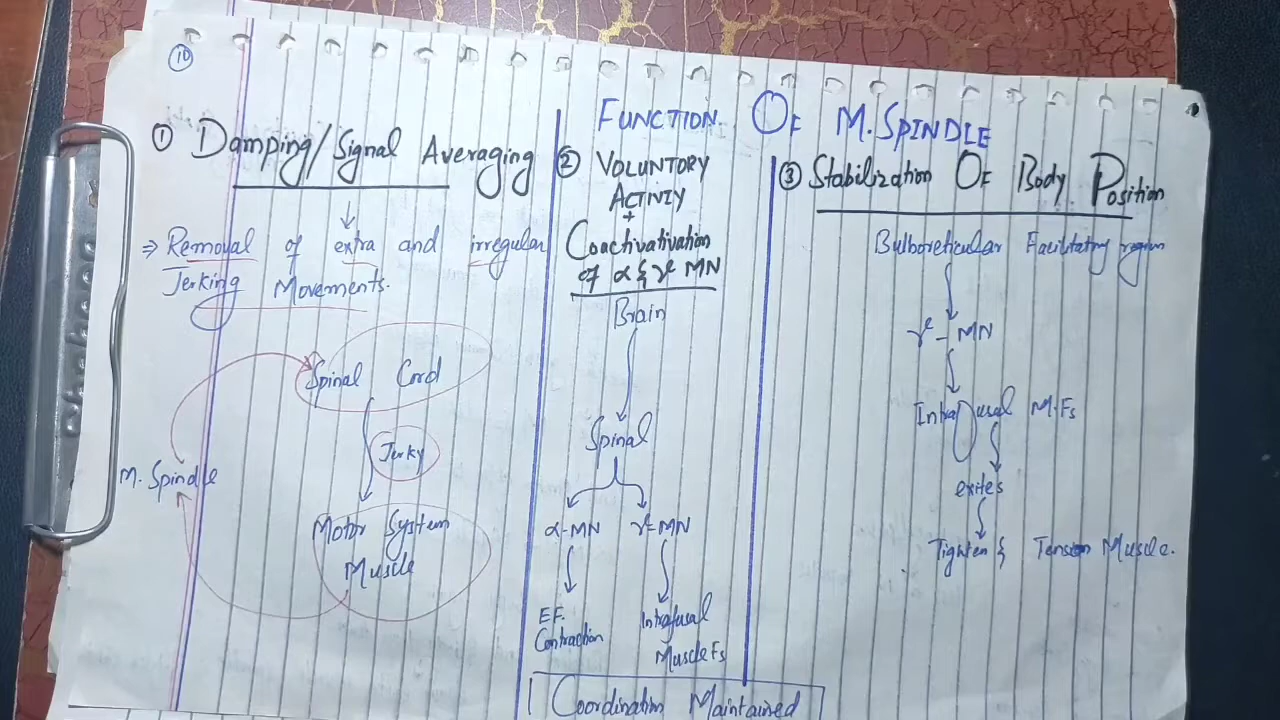 10
FUNCTION OF M.SPINDLE
① Damping/Signal Averaging
⇒ Removal of extra and irregular
Jerking Movements.
Spinal Cord
Jerky
M. Spindle
Motor System
Muscle
② VOLUNTORY
ACTIVITY
+
Coactivativation
of α & γ MN
Brain
Spinal
α-MN γ-MN
EF. Contraction
Intrafusal
Muscle Fs
Coordination Maintained
③ Stabilization Of Body Position
Bulboreticular Facilitatry region
γ - MN
Intrafusal M.Fs
exites
Tighten & Tension Muscle.